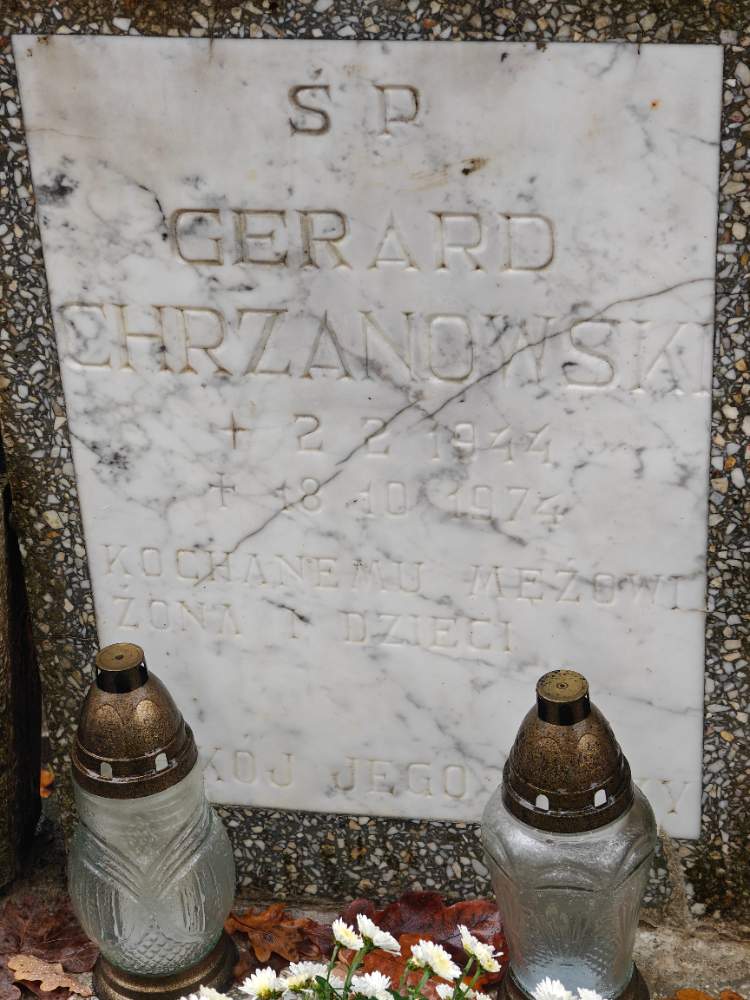 Ś P
GERARD
CHRZANOWSKI
+ 2 2 1944
+ 18 10 1974
KOCHANEMU MĘŻOWI
ŻONA I DZIECI
JEGO